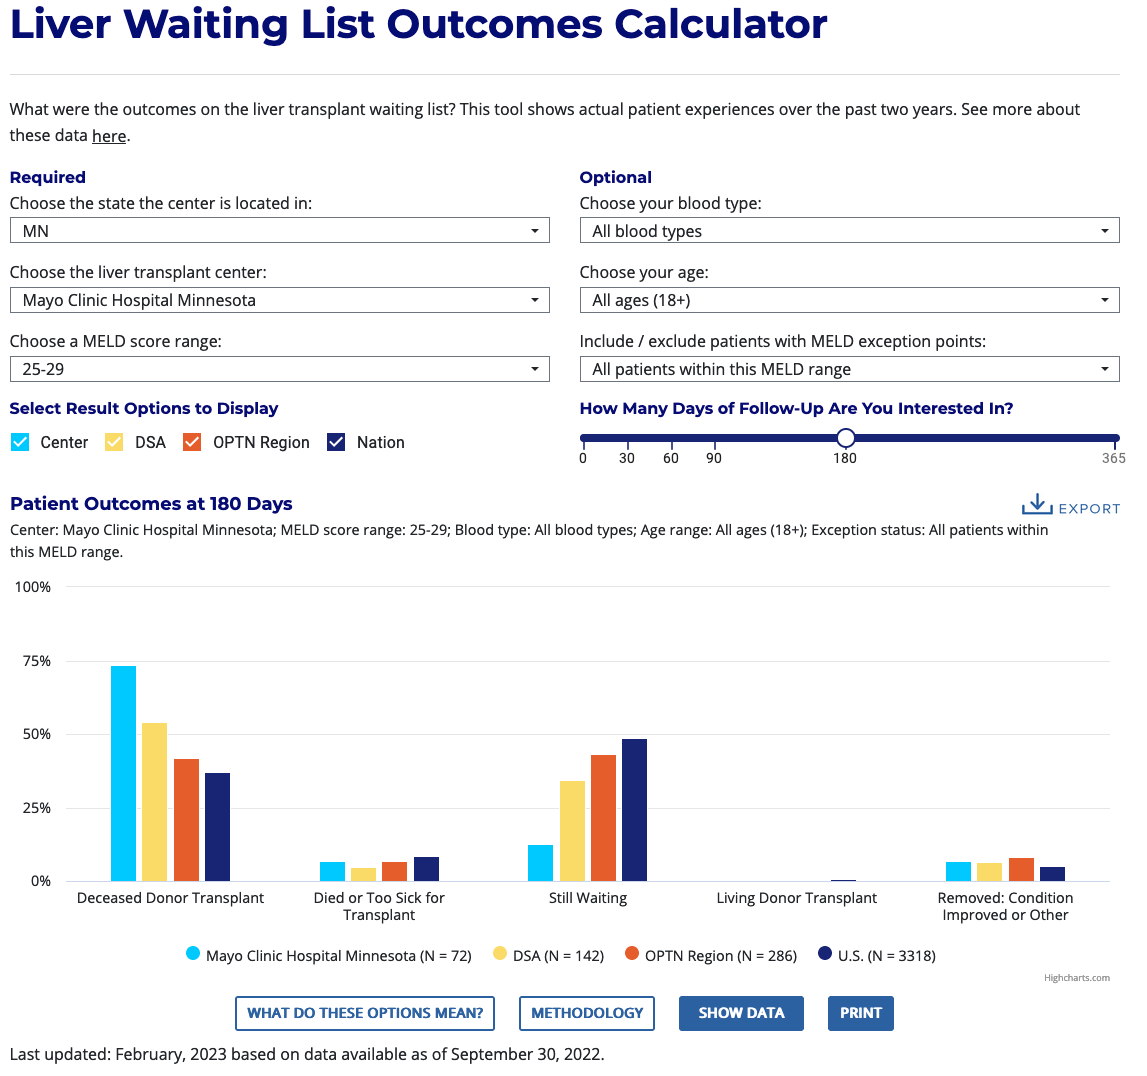 Liver Waiting List Outcomes Calculator
What were the outcomes on the liver transplant waiting list? This tool shows actual patient experiences over the past two years. See more about
these data here.
Required
Choose the state the center is located in:
MN
Choose the liver transplant center:
Mayo Clinic Hospital Minnesota
Choose a MELD score range:
25-29
Select Result Options to Display
Center DSA OPTN Region Nation
Optional
Choose your blood type:
All blood types
Choose your age:
All ages (18+)
Include / exclude patients with MELD exception points:
All patients within this MELD range
How Many Days of Follow-Up Are You Interested In?
0 30 60 90 180 365
Patient Outcomes at 180 Days
EXPORT
Center: Mayo Clinic Hospital Minnesota; MELD score range: 25-29; Blood type: All blood types; Age range: All ages (18+); Exception status: All patients within
this MELD range.
100%
75%
50%
25%
0%
Deceased Donor Transplant
Died or Too Sick for
Transplant
Still Waiting
Living Donor Transplant
Removed: Condition
Improved or Other
Mayo Clinic Hospital Minnesota (N = 72) DSA (N = 142) OPTN Region (N = 286) U.S. (N = 3318)
Highcharts.com
WHAT DO THESE OPTIONS MEAN? METHODOLOGY SHOW DATA PRINT
Last updated: February, 2023 based on data available as of September 30, 2022.